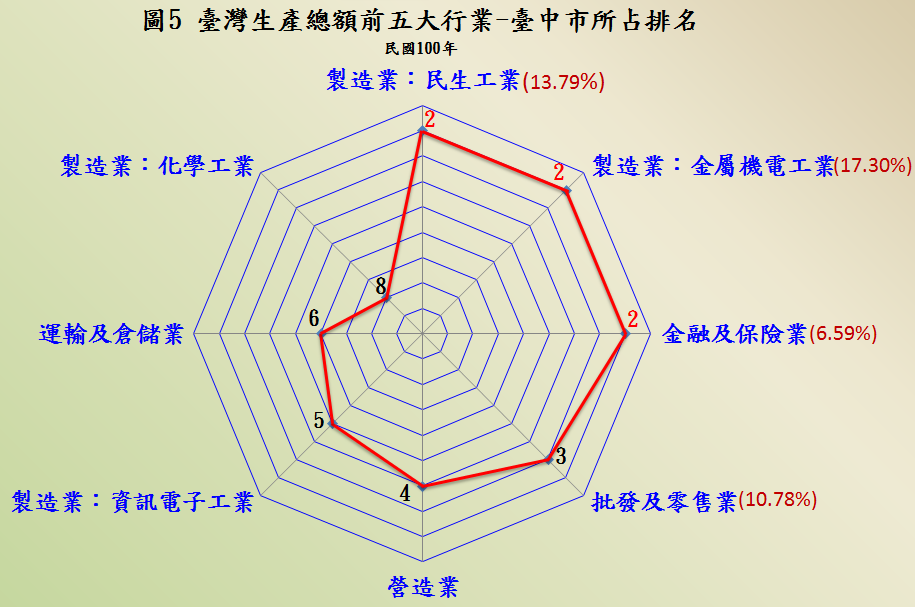 圖5 臺灣生產總額前五大行業-臺中市所占排名
民國100年
製造業：民生工業(13.79%)
2
製造業：化學工業
2
製造業：金屬機電工業(17.30%)
8
運輸及倉儲業
6
2
金融及保險業(6.59%)
5
3
4
製造業：資訊電子工業
批發及零售業(10.78%)
營造業